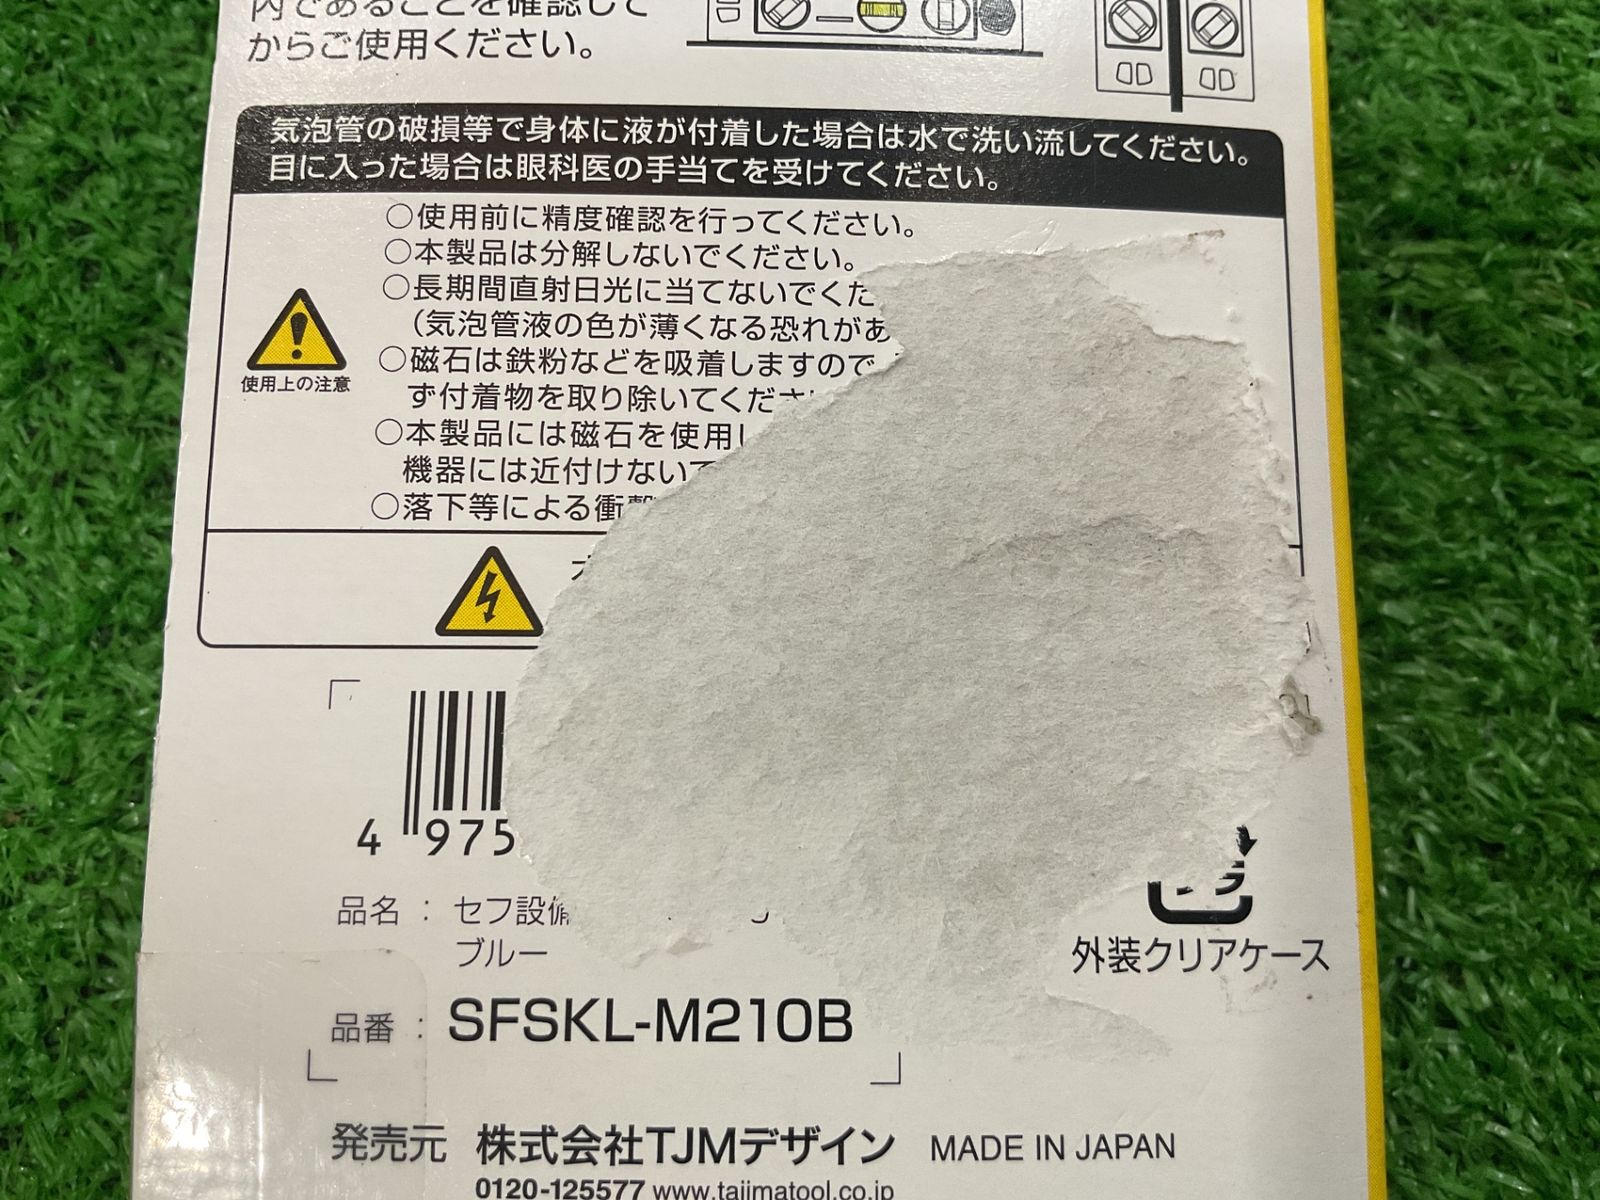 内であることを確認して
からご使用ください。
気泡管の破損等で身体に液が付着した場合は水で洗い流してください。
目に入った場合は眼科医の手当てを受けてください。
○使用前に精度確認を行ってください。
○本製品は分解しないでください。
○長期間直射日光に当てないでくた
（気泡管液の色が薄くなる恐れがあ
○磁石は鉄粉などを吸着しますので
ず付着物を取り除いてくださ
○本製品には磁石を使用し
機器には近付けないで
○落下等による衝撃
使用上の注意
4 975
品名 : セフ設備
ブルー
外装クリアケース
品番 : SFSKL-M210B
発売元 株式会社TJMデザイン MADE IN JAPAN
0120-125577 www.tajimatool.co.jp